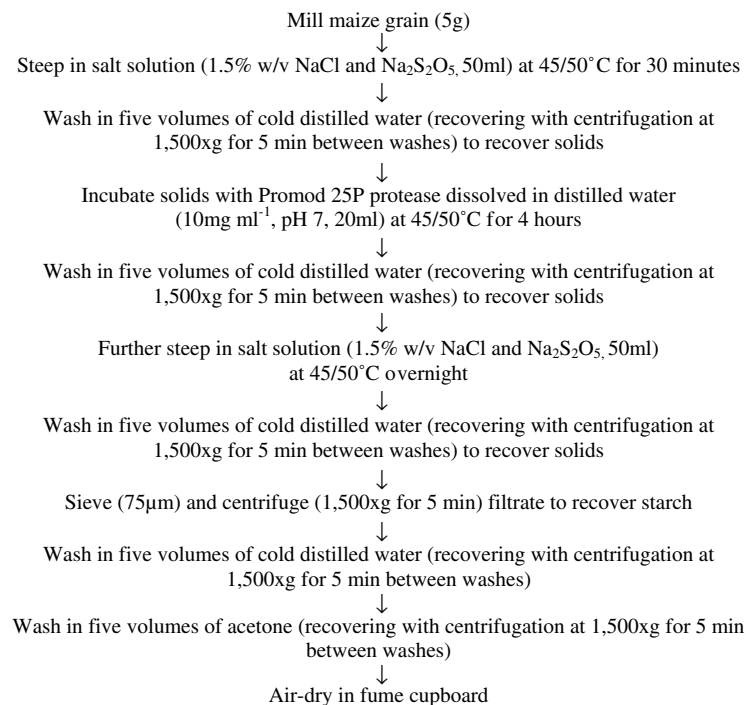 Mill maize grain (5g)
↓
Steep in salt solution (1.5% w/v NaCl and Na₂S₂O₅, 50ml) at 45/50˚C for 30 minutes
↓
Wash in five volumes of cold distilled water (recovering with centrifugation at
1,500xg for 5 min between washes) to recover solids
↓
Incubate solids with Promod 25P protease dissolved in distilled water
(10mg ml⁻¹, pH 7, 20ml) at 45/50˚C for 4 hours
↓
Wash in five volumes of cold distilled water (recovering with centrifugation at
1,500xg for 5 min between washes) to recover solids
↓
Further steep in salt solution (1.5% w/v NaCl and Na₂S₂O₅, 50ml)
at 45/50˚C overnight
↓
Wash in five volumes of cold distilled water (recovering with centrifugation at
1,500xg for 5 min between washes) to recover solids
↓
Sieve (75µm) and centrifuge (1,500xg for 5 min) filtrate to recover starch
↓
Wash in five volumes of cold distilled water (recovering with centrifugation at
1,500xg for 5 min between washes)
↓
Wash in five volumes of acetone (recovering with centrifugation at 1,500xg for 5 min
between washes)
↓
Air-dry in fume cupboard